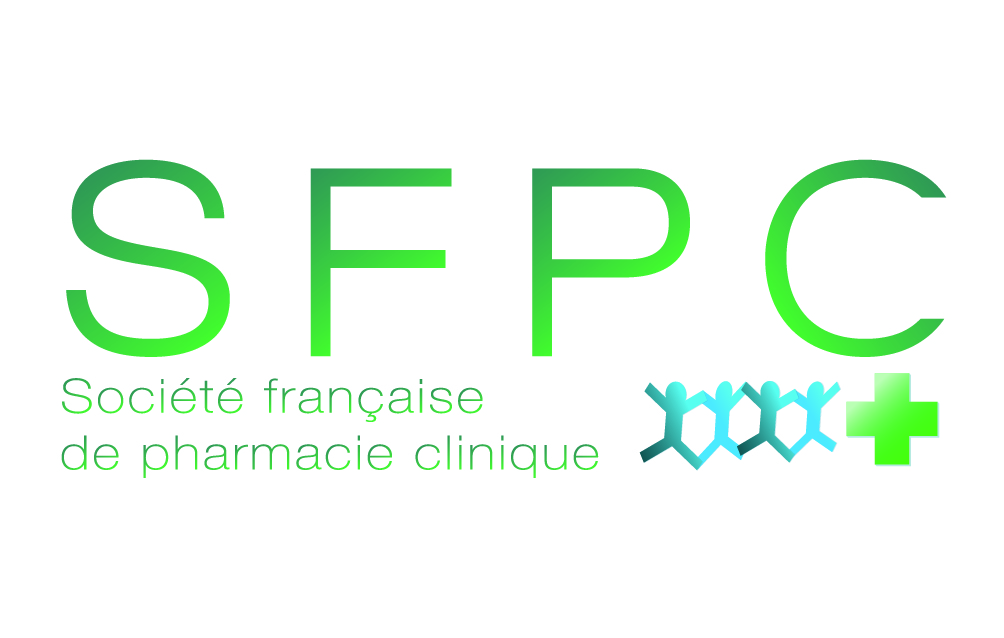 SFPC
Société française
de pharmacie clinique